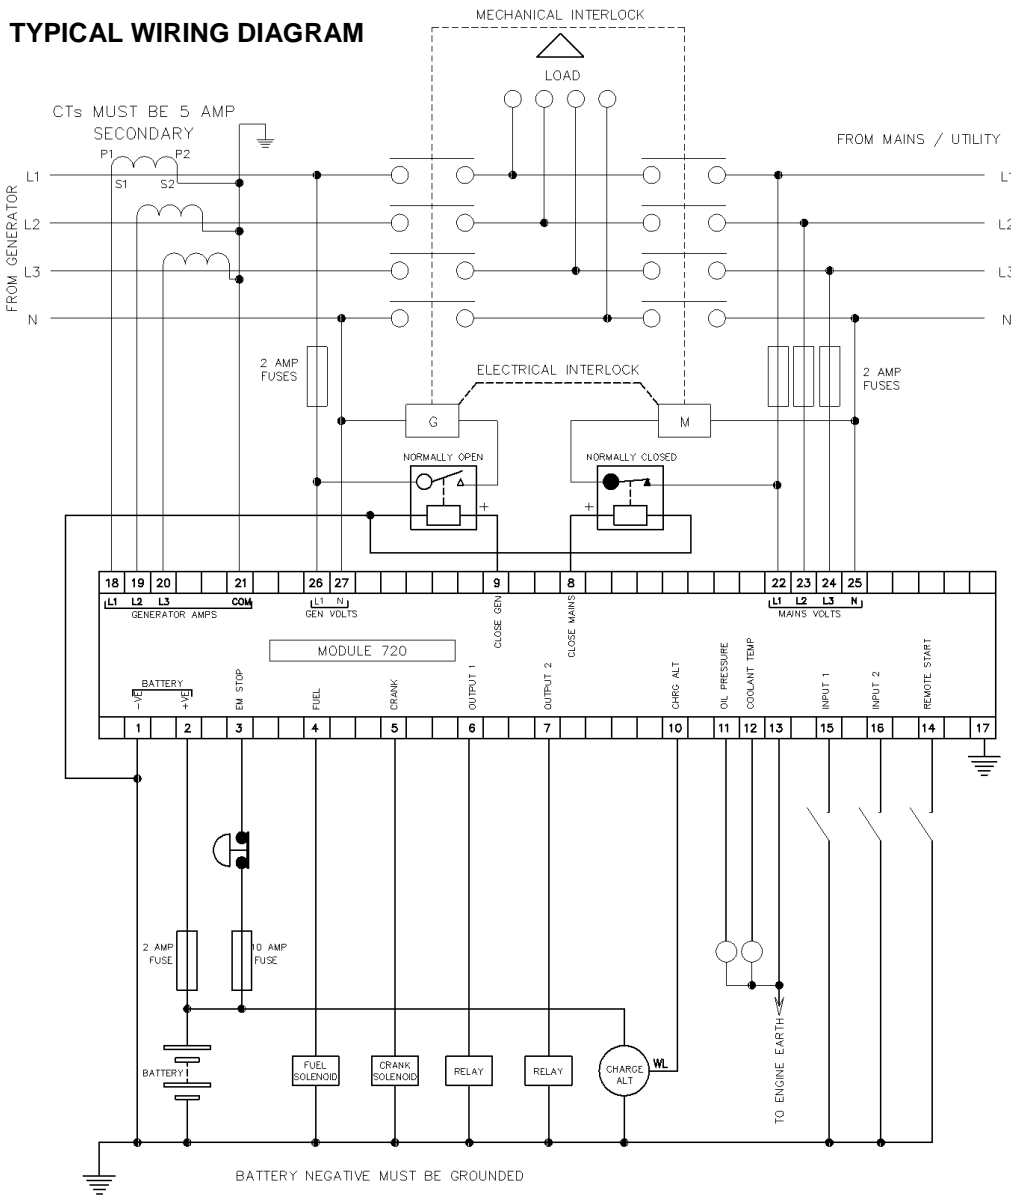 MECHANICAL INTERLOCK
TYPICAL WIRING DIAGRAM
LOAD
CTs MUST BE 5 AMP
SECONDARY
FROM MAINS / UTILITY
P1 P2
S1 S2
FROM GENERATOR
L1 L1
L2 L2
L3 L3
N N
2 AMP
FUSES
ELECTRICAL INTERLOCK
2 AMP
FUSES
G M
NORMALLY OPEN NORMALLY CLOSED
+ +
18 19 20 21 26 27 9 8 22 23 24 25
L1 L2 L3 COM L1 N L1 L2 L3 N
GENERATOR AMPS GEN VOLTS CLOSE GEN CLOSE MAINS MAINS VOLTS
MODULE 720
BATTERY
-VE +VE EM STOP FUEL CRANK OUTPUT 1 OUTPUT 2 CHRG ALT OIL PRESSURE COOLANT TEMP INPUT 1 INPUT 2 REMOTE START
1 2 3 4 5 6 7 10 11 12 13 15 16 14 17
2 AMP
FUSE
10 AMP
FUSE
BATTERY
FUEL
SOLENOID
CRANK
SOLENOID
RELAY
RELAY
CHARGE
ALT
WL
TO ENGINE EARTH
BATTERY NEGATIVE MUST BE GROUNDED